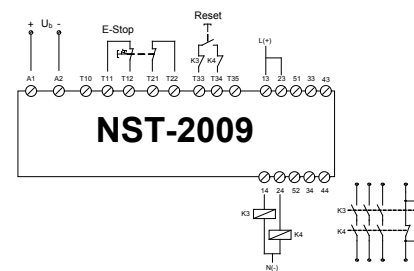 Reset
+ Ub -
E-Stop
L(+)
K3 K4
A1 A2 T10 T11 T12 T21 T22 T33 T34 T35 13 23 51 33 43
NST-2009
14 24 52 34 44
K3
K4
K3
K4
N(-)